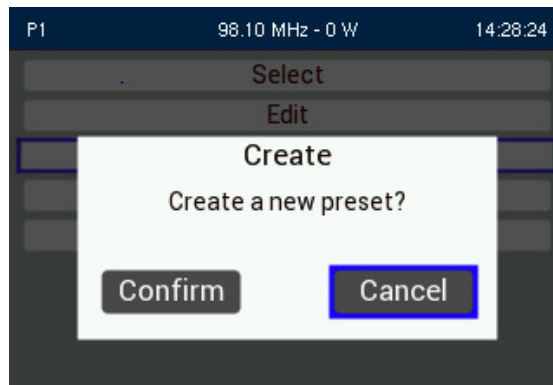 P1 98.10 MHz - 0 W 14:28:24
Select
Edit
Create
Create a new preset?
Confirm Cancel